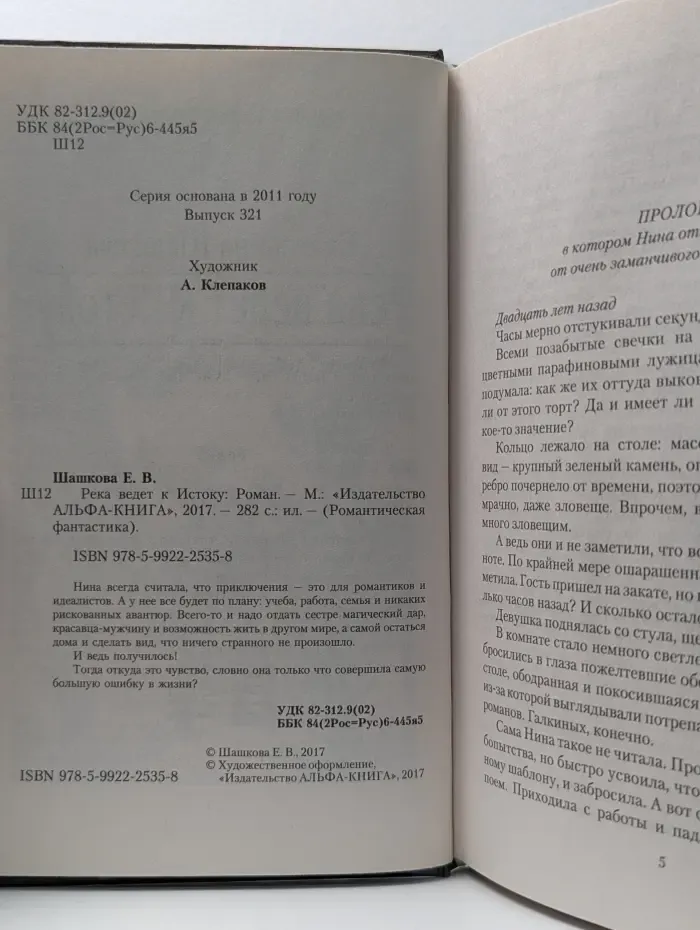 УДК 82-312.9(02)
ББК 84(2Рос=Рус)6-445я5
Ш12
Серия основана в 2011 году
Выпуск 321
Художник
А. Клепаков
Шашкова Е. В.
Ш12 Река ведет к Истоку: Роман. — М.: «Издательство
АЛЬФА-КНИГА», 2017. — 282 с.: ил. — (Романтическая
фантастика).
ISBN 978-5-9922-2535-8
Нина всегда считала, что приключения — это для романтиков и
идеалистов. А у нее все будет по плану: учеба, работа, семья и никаких
рискованных авантюр. Всего-то и надо отдать сестре магический дар,
красавца-мужчину и возможность жить в другом мире, а самой остаться
дома и сделать вид, что ничего странного не произошло.
И ведь получилось!
Тогда откуда это чувство, словно она только что совершила самую
большую ошибку в жизни?
УДК 82-312.9(02)
ББК 84(2Рос=Рус)6-445я5
© Шашкова Е. В., 2017
© Художественное оформление,
ISBN 978-5-9922-2535-8 «Издательство АЛЬФА-КНИГА», 2017
ПРОЛО
в котором Нина от
от очень заманчивого
Двадцать лет назад
Часы мерно отстукивали секун
Всеми позабытые свечки на
цветными парафиновыми лужица
подумала: как же их оттуда выко
ли от этого торт? Да и имеет ли
кое-то значение?
Кольцо лежало на столе: масс
вид — крупный зеленый камень, оп
ребро почернело от времени, поэто
мрачно, даже зловеще. Впрочем, в
много зловещим.
А ведь они и не заметили, что в
ноте. По крайней мере ошарашенн
метила. Гость пришел на закате, но
лько часов назад? И сколько остало
Девушка поднялась со стула, ще
В комнате стало немного светле
бросились в глаза пожелтевшие обо
столе, ободранная и покосившаяся
из-за которой выглядывали потрепа
романов. Галкиных, конечно.
Сама Нина такое не читала. Про
бопытства, но быстро усвоила, что
ному шаблону, и забросила. А вот
поем. Приходила с работы и пад
5